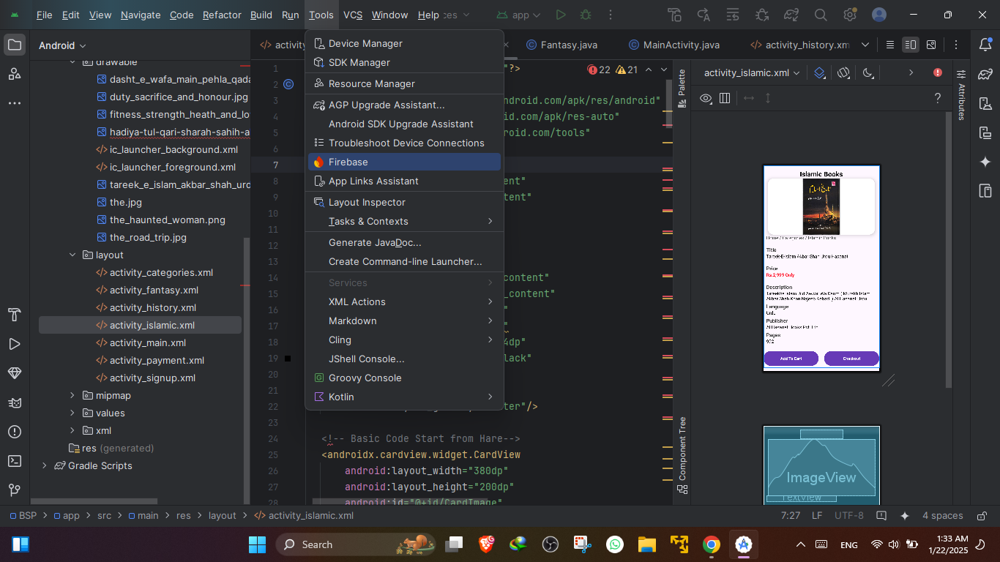 File Edit View Navigate Code Refactor Build Run Tools VCS Window Help ces app
Android
drawable
dasht_e_wafa_main_pehla_qada
duty_sacrifice_and_honour.jpg
fitness_strength_heath_and_lo
hadiya-tul-qari-sharah-sahih-a
ic_launcher_background.xml
ic_launcher_foreground.xml
tareek_e_islam_akbar_shah_urd
the.jpg
the_haunted_woman.png
the_road_trip.jpg
layout
activity_categories.xml
activity_fantasy.xml
activity_history.xml
activity_islamic.xml
activity_main.xml
activity_payment.xml
activity_signup.xml
mipmap
values
xml
res (generated)
Gradle Scripts
Device Manager
SDK Manager
Resource Manager
AGP Upgrade Assistant...
Android SDK Upgrade Assistant
Troubleshoot Device Connections
Firebase
App Links Assistant
Layout Inspector
Tasks & Contexts
Generate JavaDoc...
Create Command-line Launcher...
Services
XML Actions
Markdown
Cling
JShell Console...
Groovy Console
Kotlin
activity Fantasy.java MainActivity.java activity_history.xm
22 21
1 "?>
2
3 ndroid.com/apk/res/android"
4 id.com/apk/res-auto"
5 roid.com/tools"
6
7
8 ent"
9 tent"
10
11
12
13
14 content"
15 _content"
16 "
17 "
18 4dp"
19 lack"
20
21
22 ter"/>
23
24 <!-- Basic Code Start from Hare-->
25 <androidx.cardview.widget.CardView
26 android:layout_width="380dp"
27 android:layout_height="200dp"
28 android:id="@+id/CardImage"
Palette
Component Tree
activity_islamic.xml
?
Attributes
Islamic Books
Home / Categories / Islamic Books
Title
Tareek-E-Islam Akbar Shah Urdu Hasanat
Price
Rs.2,999 Only
Description
Language
Urdu
Publisher
Al Hasanat Books Pvt. Ltd
Pages
992
Add To Cart Checkout
ImageView
TextView
BSP app src main res layout activity_islamic.xml
7:27 LF UTF-8 4 spaces
Search
ENG
1:33 AM
1/22/2025